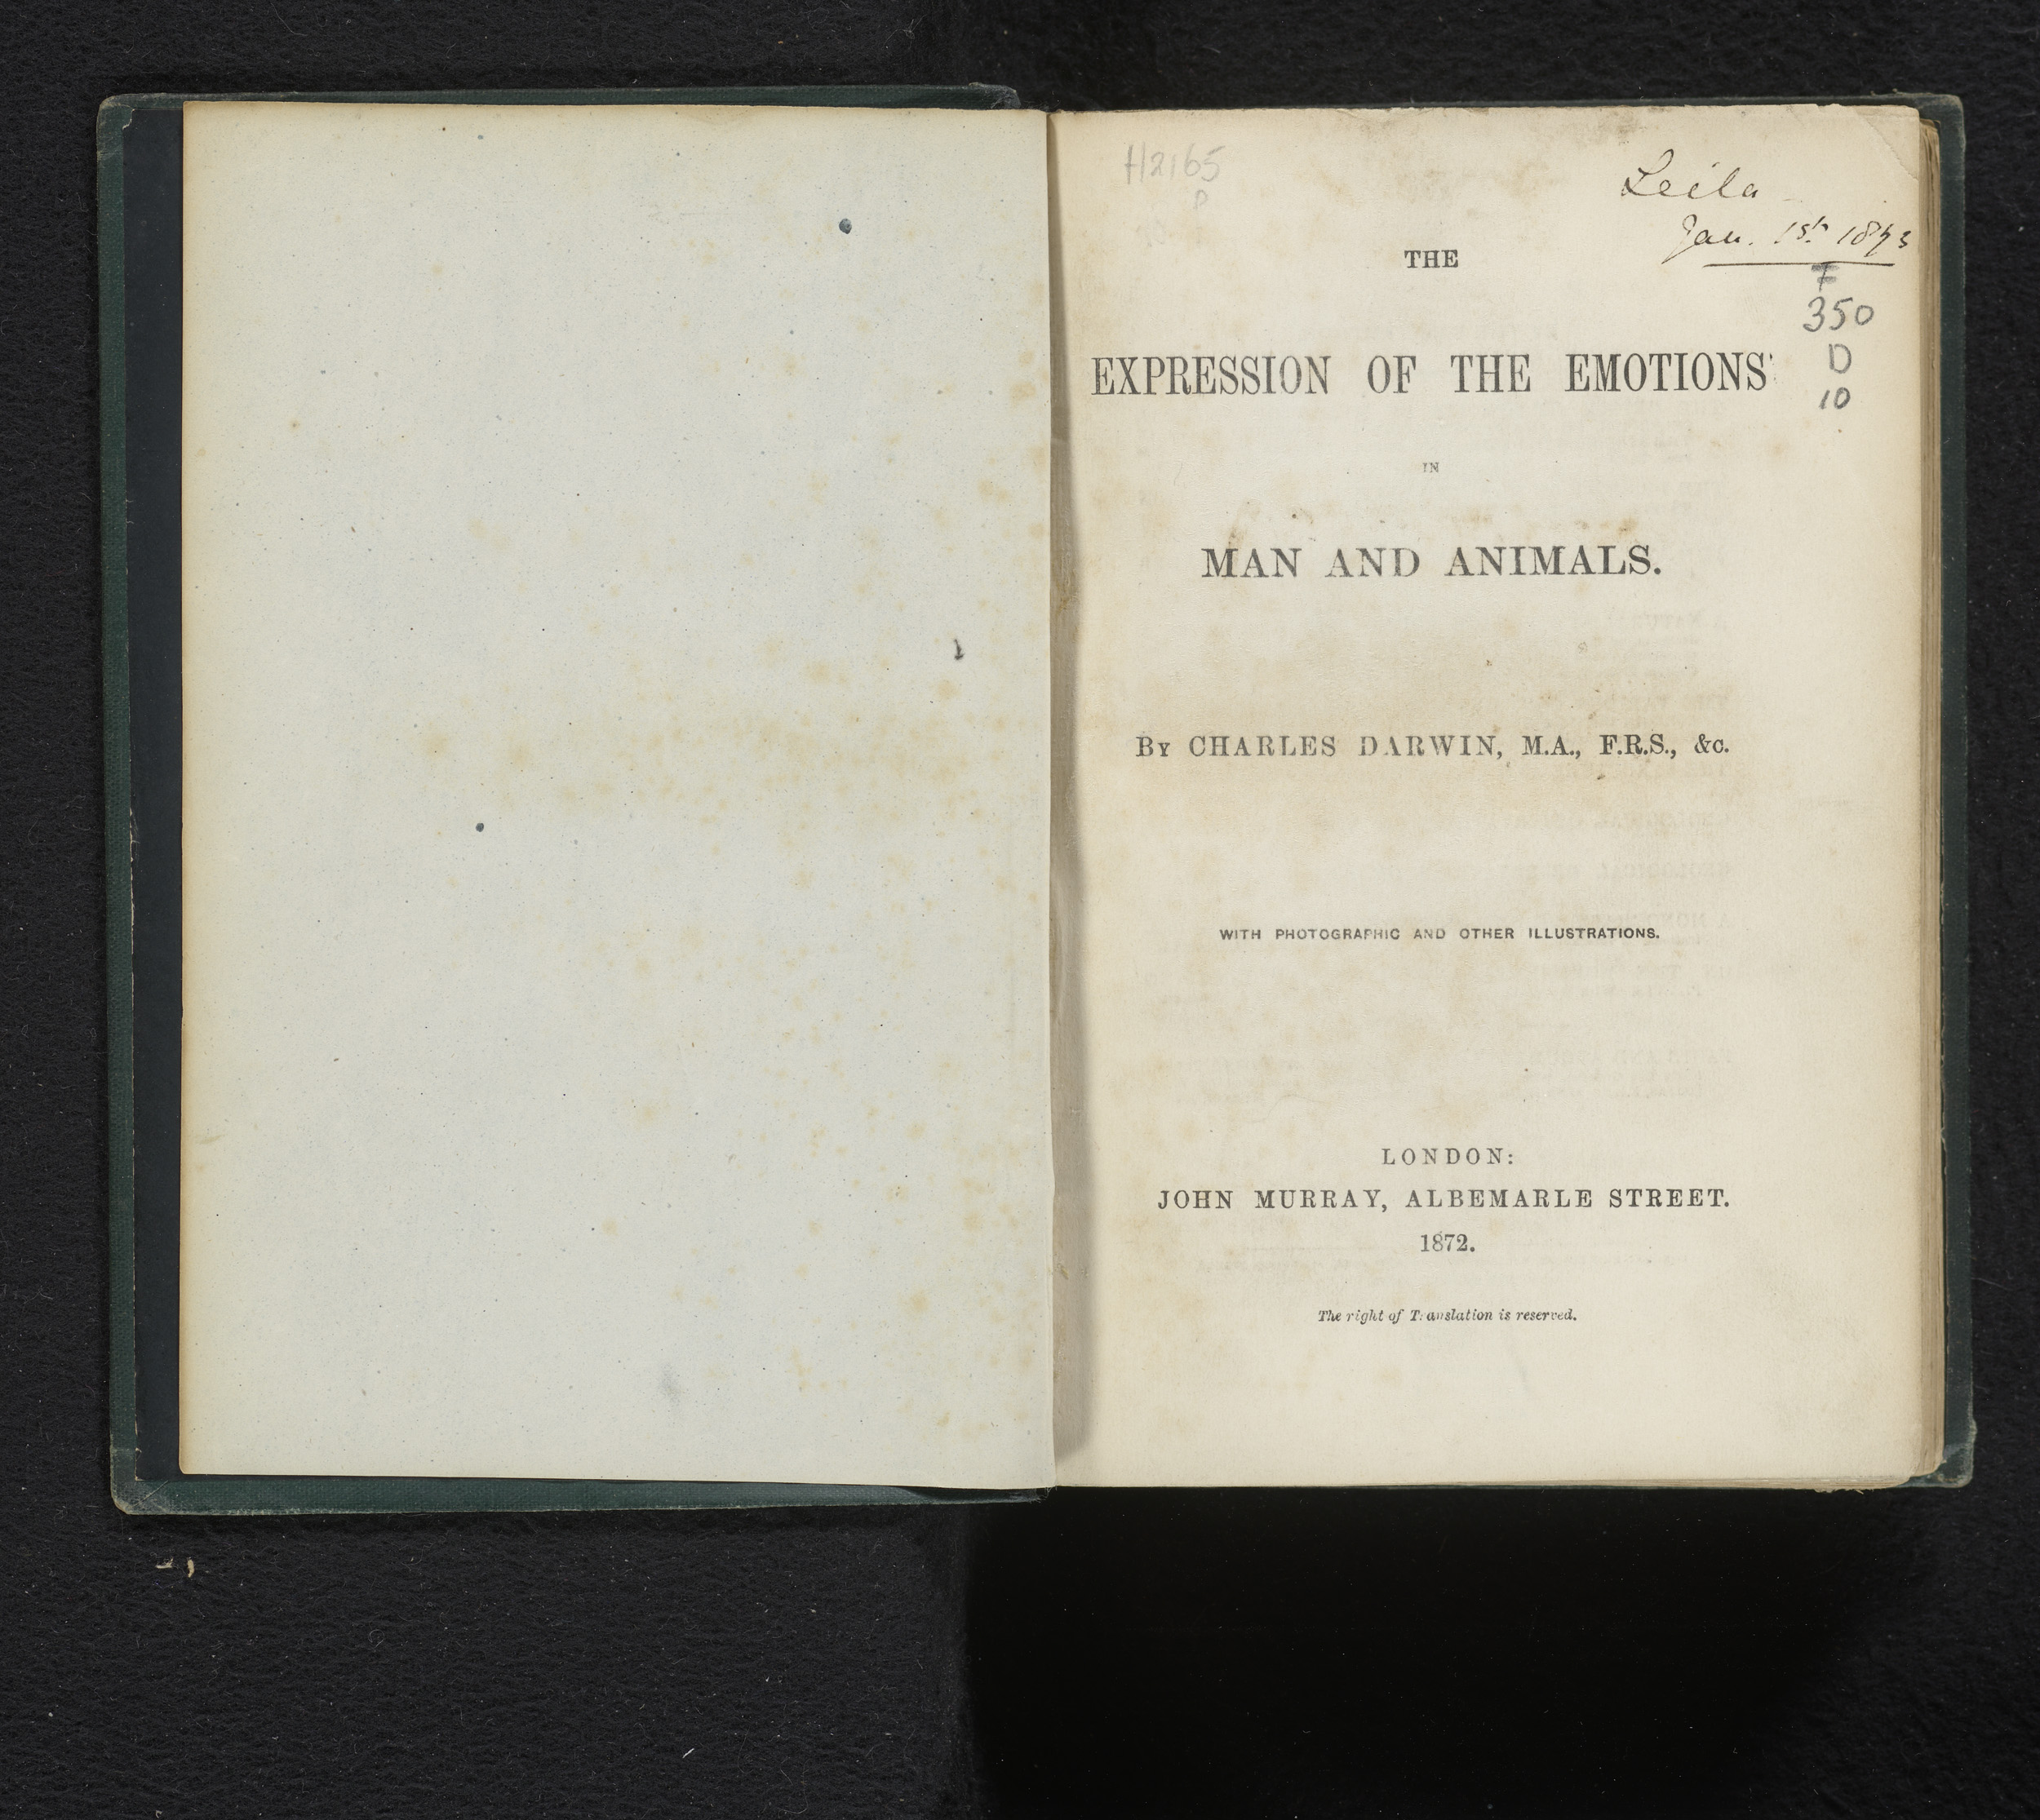 H2165
D
Leila
Jan. 1st 1873
THE
F
350
EXPRESSION OF THE EMOTIONS
D
10
IN
MAN AND ANIMALS.
By CHARLES DARWIN, M.A., F.R.S., &c.
WITH PHOTOGRAPHIC AND OTHER ILLUSTRATIONS.
LONDON:
JOHN MURRAY, ALBEMARLE STREET.
1872.
The right of Translation is reserved.